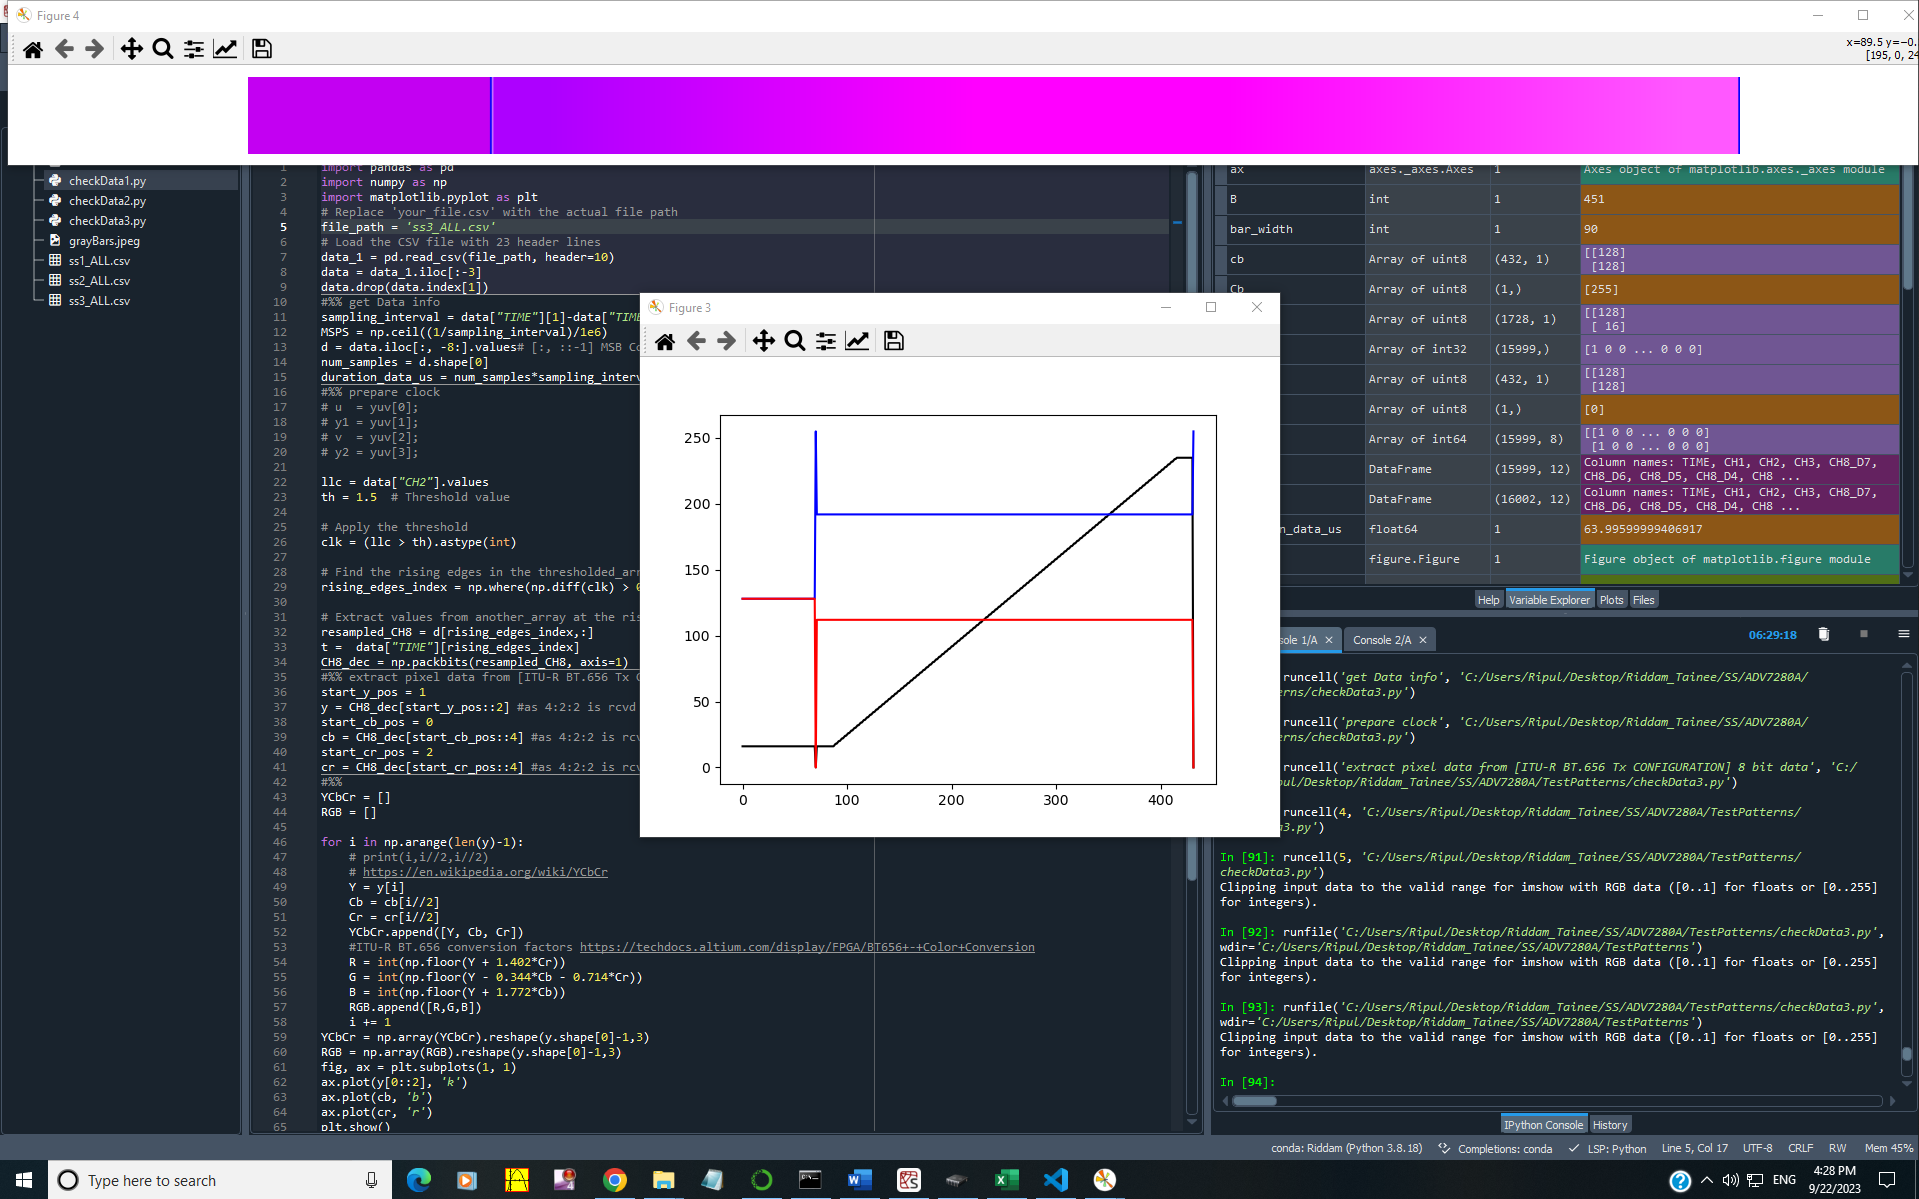 Figure 4
x=89.5 y=−0.
[195, 0, 24
checkData1.py
checkData2.py
checkData3.py
grayBars.jpeg
ss1_ALL.csv
ss2_ALL.csv
ss3_ALL.csv
1 import pandas as pd
2 import numpy as np
3 import matplotlib.pyplot as plt
4 # Replace 'your_file.csv' with the actual file path
5 file_path = 'ss3_ALL.csv'
6 # Load the CSV file with 23 header lines
7 data_1 = pd.read_csv(file_path, header=10)
8 data = data_1.iloc[:-3]
9 data.drop(data.index[1])
10 #%% get Data info
11 sampling_interval = data["TIME"][1]-data["TIME
12 MSPS = np.ceil((1/sampling_interval)/1e6)
13 d = data.iloc[:, -8:].values# [:, ::-1] MSB Co
14 num_samples = d.shape[0]
15 duration_data_us = num_samples*sampling_interv
16 #%% prepare clock
17 # u  = yuv[0];
18 # y1 = yuv[1];
19 # v  = yuv[2];
20 # y2 = yuv[3];
21
22 llc = data["CH2"].values
23 th = 1.5  # Threshold value
24
25 # Apply the threshold
26 clk = (llc > th).astype(int)
27
28 # Find the rising edges in the thresholded_arr
29 rising_edges_index = np.where(np.diff(clk) > 0
30
31 # Extract values from another_array at the ris
32 resampled_CH8 = d[rising_edges_index,:]
33 t =  data["TIME"][rising_edges_index]
34 CH8_dec = np.packbits(resampled_CH8, axis=1)
35 #%% extract pixel data from [ITU-R BT.656 Tx C
36 start_y_pos = 1
37 y = CH8_dec[start_y_pos::2] #as 4:2:2 is rcvd
38 start_cb_pos = 0
39 cb = CH8_dec[start_cb_pos::4] #as 4:2:2 is rcv
40 start_cr_pos = 2
41 cr = CH8_dec[start_cr_pos::4] #as 4:2:2 is rcv
42 #%%
43 YCbCr = []
44 RGB = []
45
46 for i in np.arange(len(y)-1):
47     # print(i,i//2,i//2)
48     # https://en.wikipedia.org/wiki/YCbCr
49     Y = y[i]
50     Cb = cb[i//2]
51     Cr = cr[i//2]
52     YCbCr.append([Y, Cb, Cr])
53     #ITU-R BT.656 conversion factors https://techdocs.altium.com/display/FPGA/BT656+-+Color+Conversion
54     R = int(np.floor(Y + 1.402*Cr))
55     G = int(np.floor(Y - 0.344*Cb - 0.714*Cr))
56     B = int(np.floor(Y + 1.772*Cb))
57     RGB.append([R,G,B])
58     i += 1
59 YCbCr = np.array(YCbCr).reshape(y.shape[0]-1,3)
60 RGB = np.array(RGB).reshape(y.shape[0]-1,3)
61 fig, ax = plt.subplots(1, 1)
62 ax.plot(y[0::2], 'k')
63 ax.plot(cb, 'b')
64 ax.plot(cr, 'r')
65 plt.show()
Figure 3
250
200
150
100
50
0
0 100 200 300 400
ax axes._axes.Axes 1 Axes object of matplotlib.axes._axes module
B int 1 451
bar_width int 1 90
cb Array of uint8 (432, 1) [[128]
[128]
Cb Array of uint8 (1,) [255]
Array of uint8 (1728, 1) [[128]
[ 16]
Array of int32 (15999,) [1 0 0 ... 0 0 0]
Array of uint8 (432, 1) [[128]
[128]
Array of uint8 (1,) [0]
Array of int64 (15999, 8) [[1 0 0 ... 0 0 0]
[1 0 0 ... 0 0 0]
DataFrame (15999, 12) Column names: TIME, CH1, CH2, CH3, CH8_D7,
CH8_D6, CH8_D5, CH8_D4, CH8 ...
DataFrame (16002, 12) Column names: TIME, CH1, CH2, CH3, CH8_D7,
CH8_D6, CH8_D5, CH8_D4, CH8 ...
n_data_us float64 1 63.99599999406917
figure.Figure 1 Figure object of matplotlib.figure module
Help Variable Explorer Plots Files
sole 1/A Console 2/A 06:29:18
runcell('get Data info', 'C:/Users/Ripul/Desktop/Riddam_Tainee/SS/ADV7280A/
rns/checkData3.py')
runcell('prepare clock', 'C:/Users/Ripul/Desktop/Riddam_Tainee/SS/ADV7280A/
rns/checkData3.py')
runcell('extract pixel data from [ITU-R BT.656 Tx CONFIGURATION] 8 bit data', 'C:/
pul/Desktop/Riddam_Tainee/SS/ADV7280A/TestPatterns/checkData3.py')
runcell(4, 'C:/Users/Ripul/Desktop/Riddam_Tainee/SS/ADV7280A/TestPatterns/
3.py')
In [91]: runcell(5, 'C:/Users/Ripul/Desktop/Riddam_Tainee/SS/ADV7280A/TestPatterns/
checkData3.py')
Clipping input data to the valid range for imshow with RGB data ([0..1] for floats or [0..255]
for integers).
In [92]: runfile('C:/Users/Ripul/Desktop/Riddam_Tainee/SS/ADV7280A/TestPatterns/checkData3.py',
wdir='C:/Users/Ripul/Desktop/Riddam_Tainee/SS/ADV7280A/TestPatterns')
Clipping input data to the valid range for imshow with RGB data ([0..1] for floats or [0..255]
for integers).
In [93]: runfile('C:/Users/Ripul/Desktop/Riddam_Tainee/SS/ADV7280A/TestPatterns/checkData3.py',
wdir='C:/Users/Ripul/Desktop/Riddam_Tainee/SS/ADV7280A/TestPatterns')
Clipping input data to the valid range for imshow with RGB data ([0..1] for floats or [0..255]
for integers).
In [94]:
IPython Console History
conda: Riddam (Python 3.8.18) Completions: conda LSP: Python Line 5, Col 17 UTF-8 CRLF RW Mem 45%
Type here to search
ENG
4:28 PM
9/22/2023